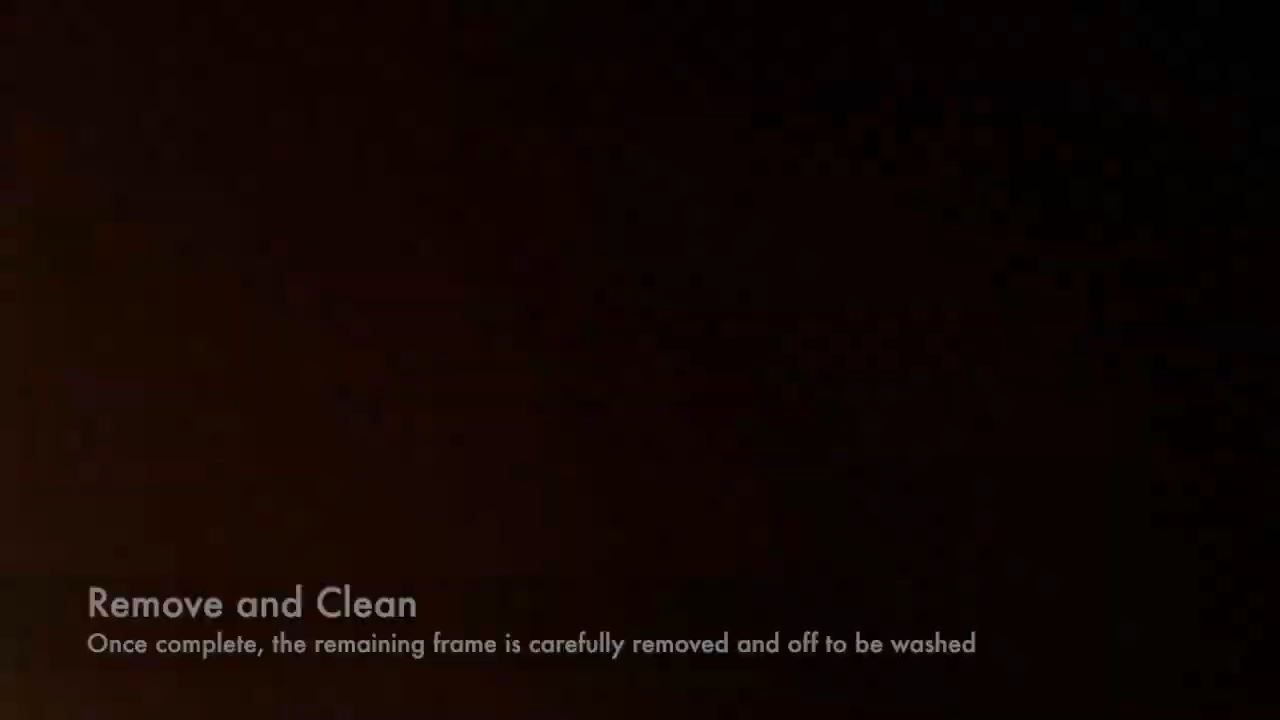 Remove and Clean
Once complete, the remaining frame is carefully removed and off to be washed